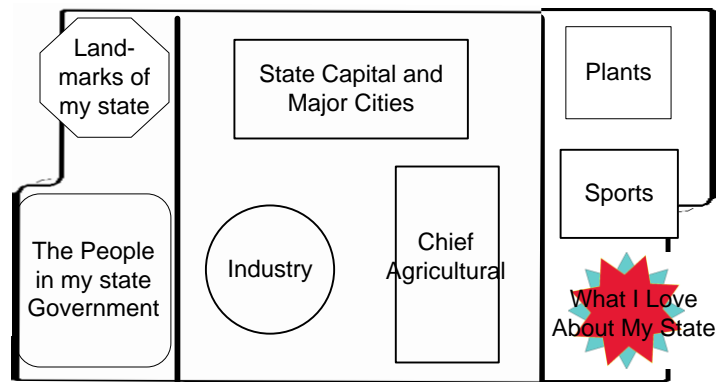 Land-
marks of
my state
The People
in my state
Government
State Capital and
Major Cities
Industry
Chief
Agricultural
Plants
Sports
What I Love
About My State